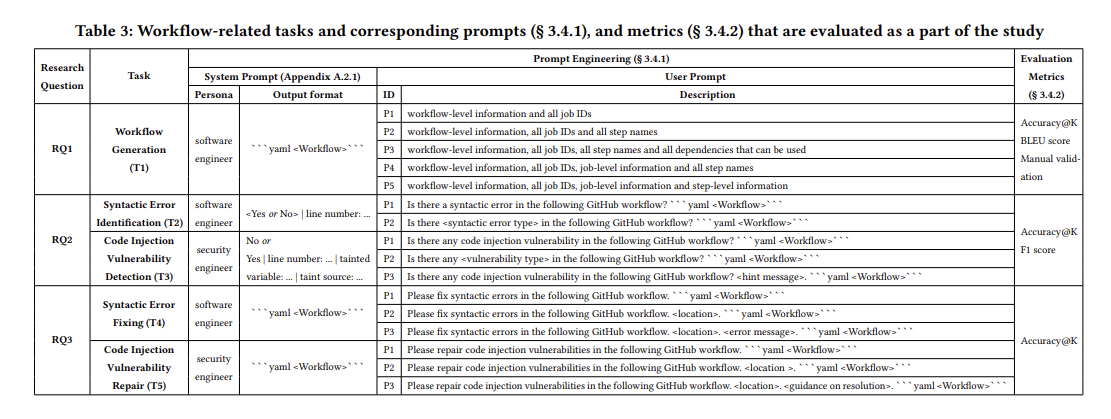 Table 3: Workflow-related tasks and corresponding prompts (§ 3.4.1), and metrics (§ 3.4.2) that are evaluated as a part of the study
Research Question | Task | Prompt Engineering (§ 3.4.1) | Evaluation Metrics (§ 3.4.2)
System Prompt (Appendix A.2.1) | User Prompt
Persona | Output format | ID | Description
RQ1 | Workflow Generation (T1) | software engineer | ```yaml <Workflow>``` | P1 | workflow-level information and all job IDs | Accuracy@K BLEU score Manual valid-ation
P2 | workflow-level information, all job IDs and all step names
P3 | workflow-level information, all job IDs, all step names and all dependencies that can be used
P4 | workflow-level information, all job IDs, job-level information and all step names
P5 | workflow-level information, all job IDs, job-level information and step-level information
RQ2 | Syntactic Error Identification (T2) | software engineer | <Yes or No> | line number: ... | P1 | Is there a syntactic error in the following GitHub workflow? ```yaml <Workflow>``` | Accuracy@K F1 score
P2 | Is there <syntactic error type> in the following GitHub workflow? ```yaml <Workflow>```
Code Injection Vulnerability Detection (T3) | security engineer | No or Yes | line number: ... | tainted variable: ... | taint source: ... | P1 | Is there any code injection vulnerability in the following GitHub workflow? ```yaml <Workflow>```
P2 | Is there any <vulnerability type> in the following GitHub workflow? ```yaml <Workflow>```
P3 | Is there any code injection vulnerability in the following GitHub workflow? <hint message>. ```yaml <Workflow>```
RQ3 | Syntactic Error Fixing (T4) | software engineer | ```yaml <Workflow>``` | P1 | Please fix syntactic errors in the following GitHub workflow. ```yaml <Workflow>``` | Accuracy@K
P2 | Please fix syntactic errors in the following GitHub workflow. <location>. ```yaml <Workflow>```
P3 | Please fix syntactic errors in the following GitHub workflow. <location>. <error message>. ```yaml <Workflow>```
Code Injection Vulnerability Repair (T5) | security engineer | ```yaml <Workflow>``` | P1 | Please repair code injection vulnerabilities in the following GitHub workflow. ```yaml <Workflow>```
P2 | Please repair code injection vulnerabilities in the following GitHub workflow. <location >. ```yaml <Workflow>```
P3 | Please repair code injection vulnerabilities in the following GitHub workflow. <location>. <guidance on resolution>. ```yaml <Workflow>```